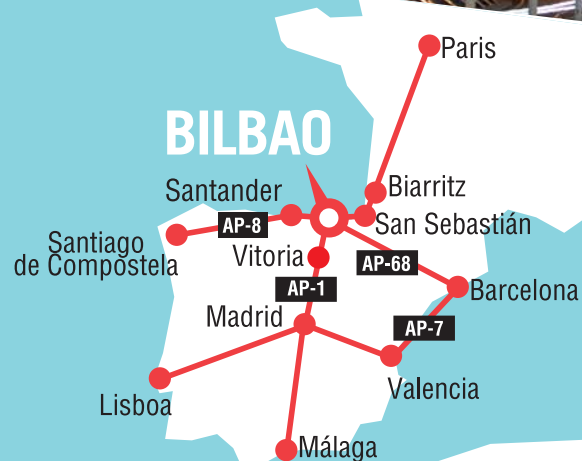 Paris
BILBAO
Biarritz
Santander
San Sebastián
AP-8
Santiago
de Compostela
Vitoria
AP-68
AP-1
Barcelona
Madrid
AP-7
Valencia
Lisboa
Málaga